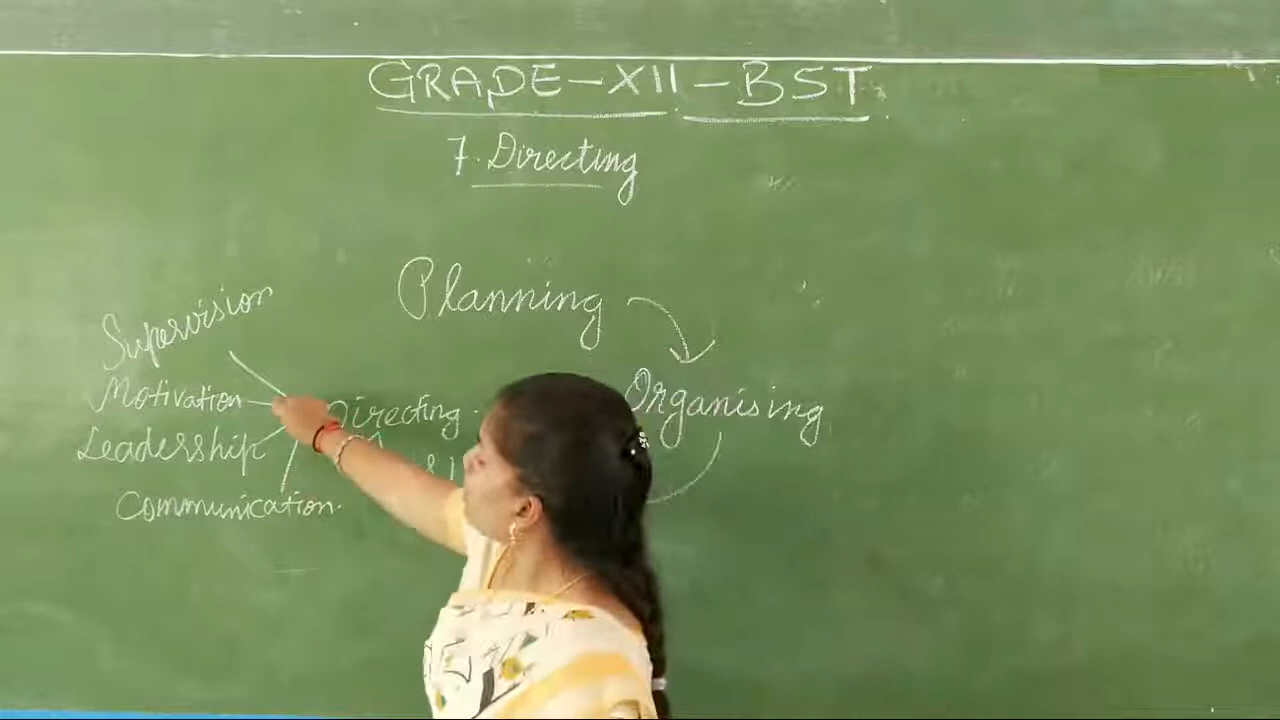 GRADE-XII-BST
7. Directing
Planning
Supervision
Motivation
Directing
Organising
Leadership
Communication.